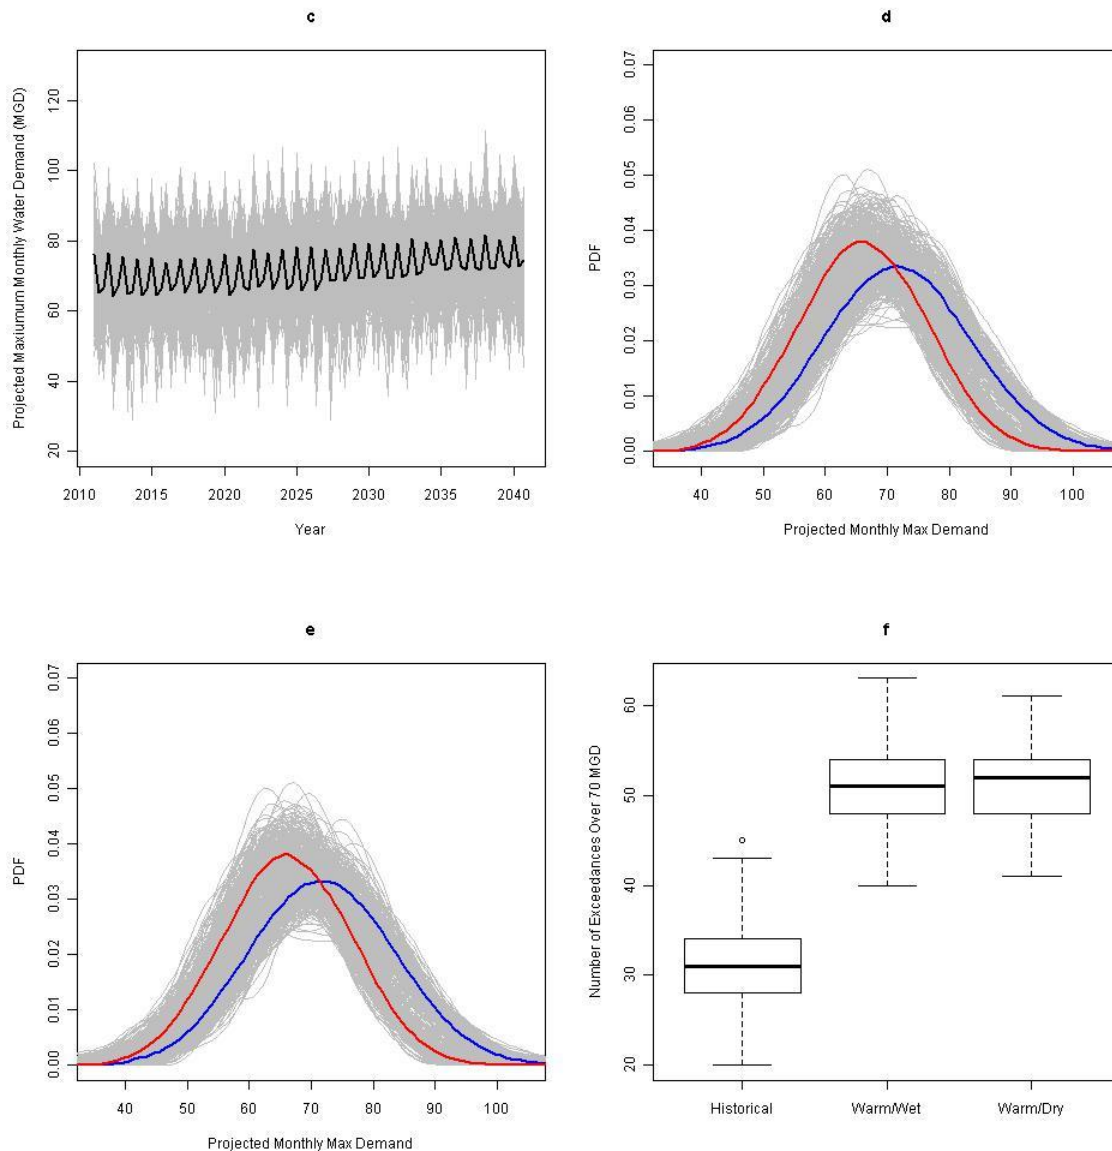 c
Projected Maxiumum Monthly Water Demand (MGD)
120
100
80
60
40
20
2010 2015 2020 2025 2030 2035 2040
Year
d
PDF
0.07
0.06
0.05
0.04
0.03
0.02
0.01
0.00
40 50 60 70 80 90 100
Projected Monthly Max Demand
e
PDF
0.07
0.06
0.05
0.04
0.03
0.02
0.01
0.00
40 50 60 70 80 90 100
Projected Monthly Max Demand
f
Number of Exceedances Over 70 MGD
60
50
40
30
20
Historical Warm/Wet Warm/Dry